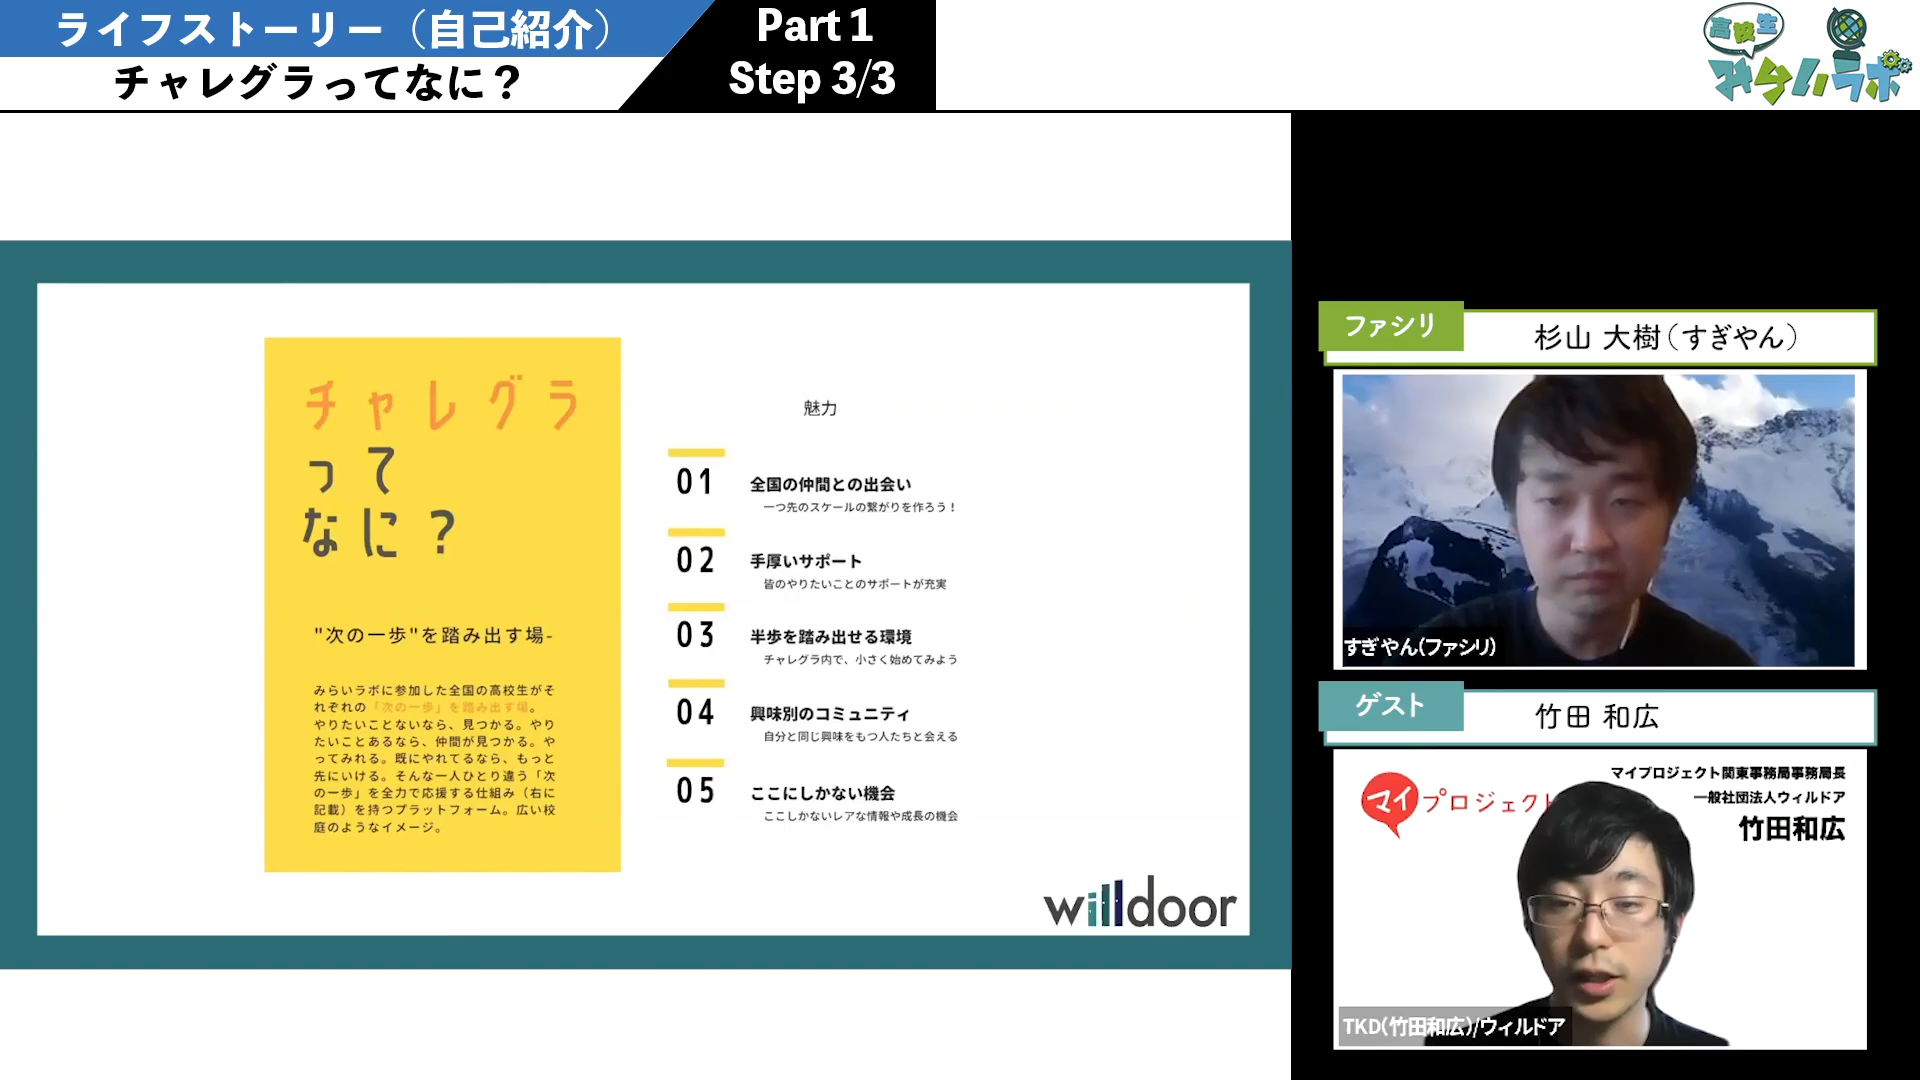 ライフストーリー（自己紹介）
チャレグラってなに？
Part 1
Step 3/3
高校生
みらいラボ
チャレグラ
って
なに？
"次の一歩"を踏み出す場-
みらいラボに参加した全国の高校生がそ
れぞれの「次の一歩」を踏み出す場。
やりたいことないなら、見つかる。やり
たいことあるなら、仲間が見つかる。や
ってみれる。既にやれてるなら、もっと
先にいける。そんな一人ひとり違う「次
の一歩」を全力で応援する仕組み（右に
記載）を持つプラットフォーム。広い校
庭のようなイメージ。
魅力
01 全国の仲間との出会い
一つ先のスケールの繋がりを作ろう！
02 手厚いサポート
皆のやりたいことのサポートが充実
03 半歩を踏み出せる環境
チャレグラ内で、小さく始めてみよう
04 興味別のコミュニティ
自分と同じ興味をもつ人たちと会える
05 ここにしかない機会
ここしかないレアな情報や成長の機会
willdoor
ファシリ
杉山 大樹（すぎやん）
すぎやん(ファシリ)
ゲスト
竹田 和広
マイプロジェクト
マイプロジェクト関東事務局事務局長
一般社団法人ウィルドア
竹田和広
TKD(竹田和広)/ウィルドア